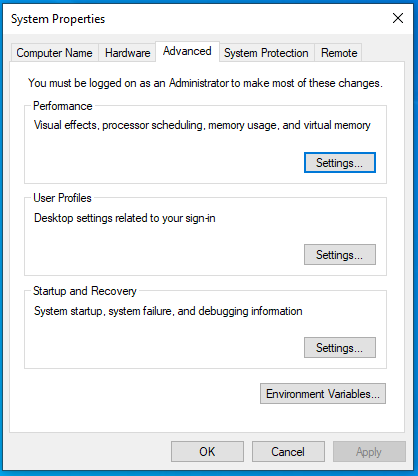 System Properties
Computer Name Hardware Advanced System Protection Remote
You must be logged on as an Administrator to make most of these changes.
Performance
Visual effects, processor scheduling, memory usage, and virtual memory
Settings...
User Profiles
Desktop settings related to your sign-in
Settings...
Startup and Recovery
System startup, system failure, and debugging information
Settings...
Environment Variables...
OK Cancel Apply